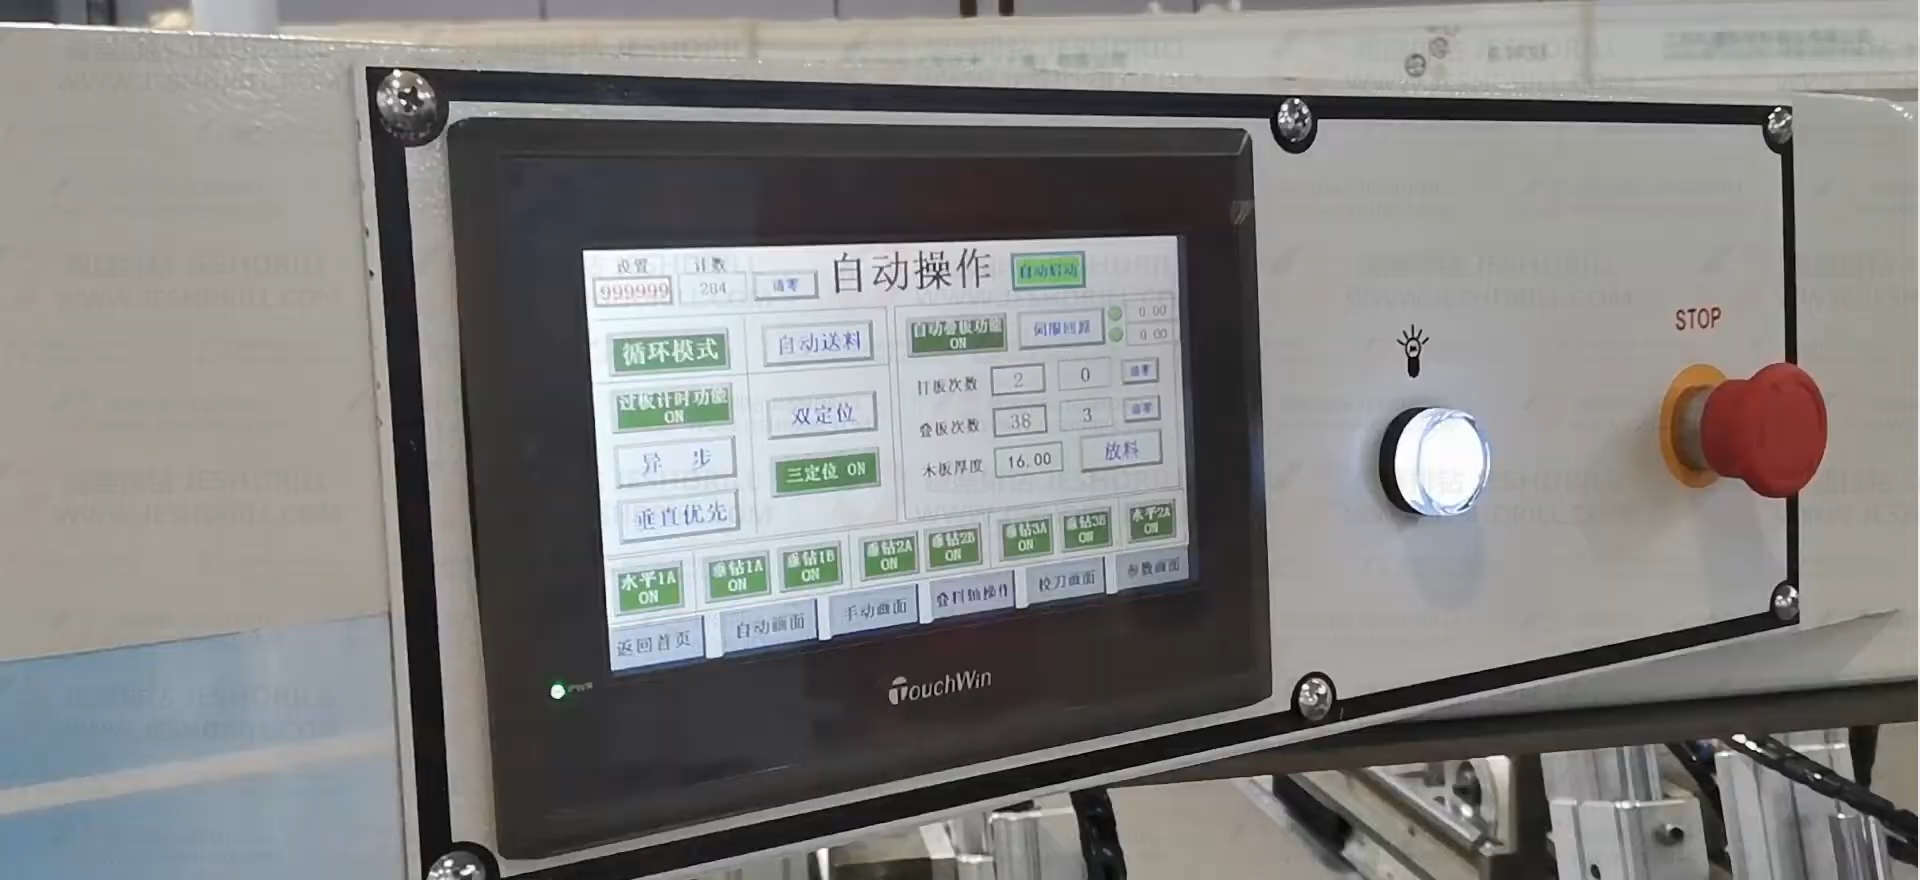 设置 计数 自动操作 自动启动
999999 284 清零
循环模式 自动送料 自动叠板功能 ON 伺服回原 0.00
0.00
过板计时功能 ON 双定位 打板次数 2 0 清零
异 步 三定位 ON 叠板次数 38 3 清零
垂直优先 木板厚度 16.00 放料
水平1A ON 垂钻1A ON 垂钻1B ON 垂钻2A ON 垂钻2B ON 垂钻3A ON 垂钻3B ON 水平2A ON
返回首页 自动画面 手动画面 叠料轴操作 校刀画面 参数画面
TouchWin
STOP
JESHDRILL
WWW.JESHDRILL.COM